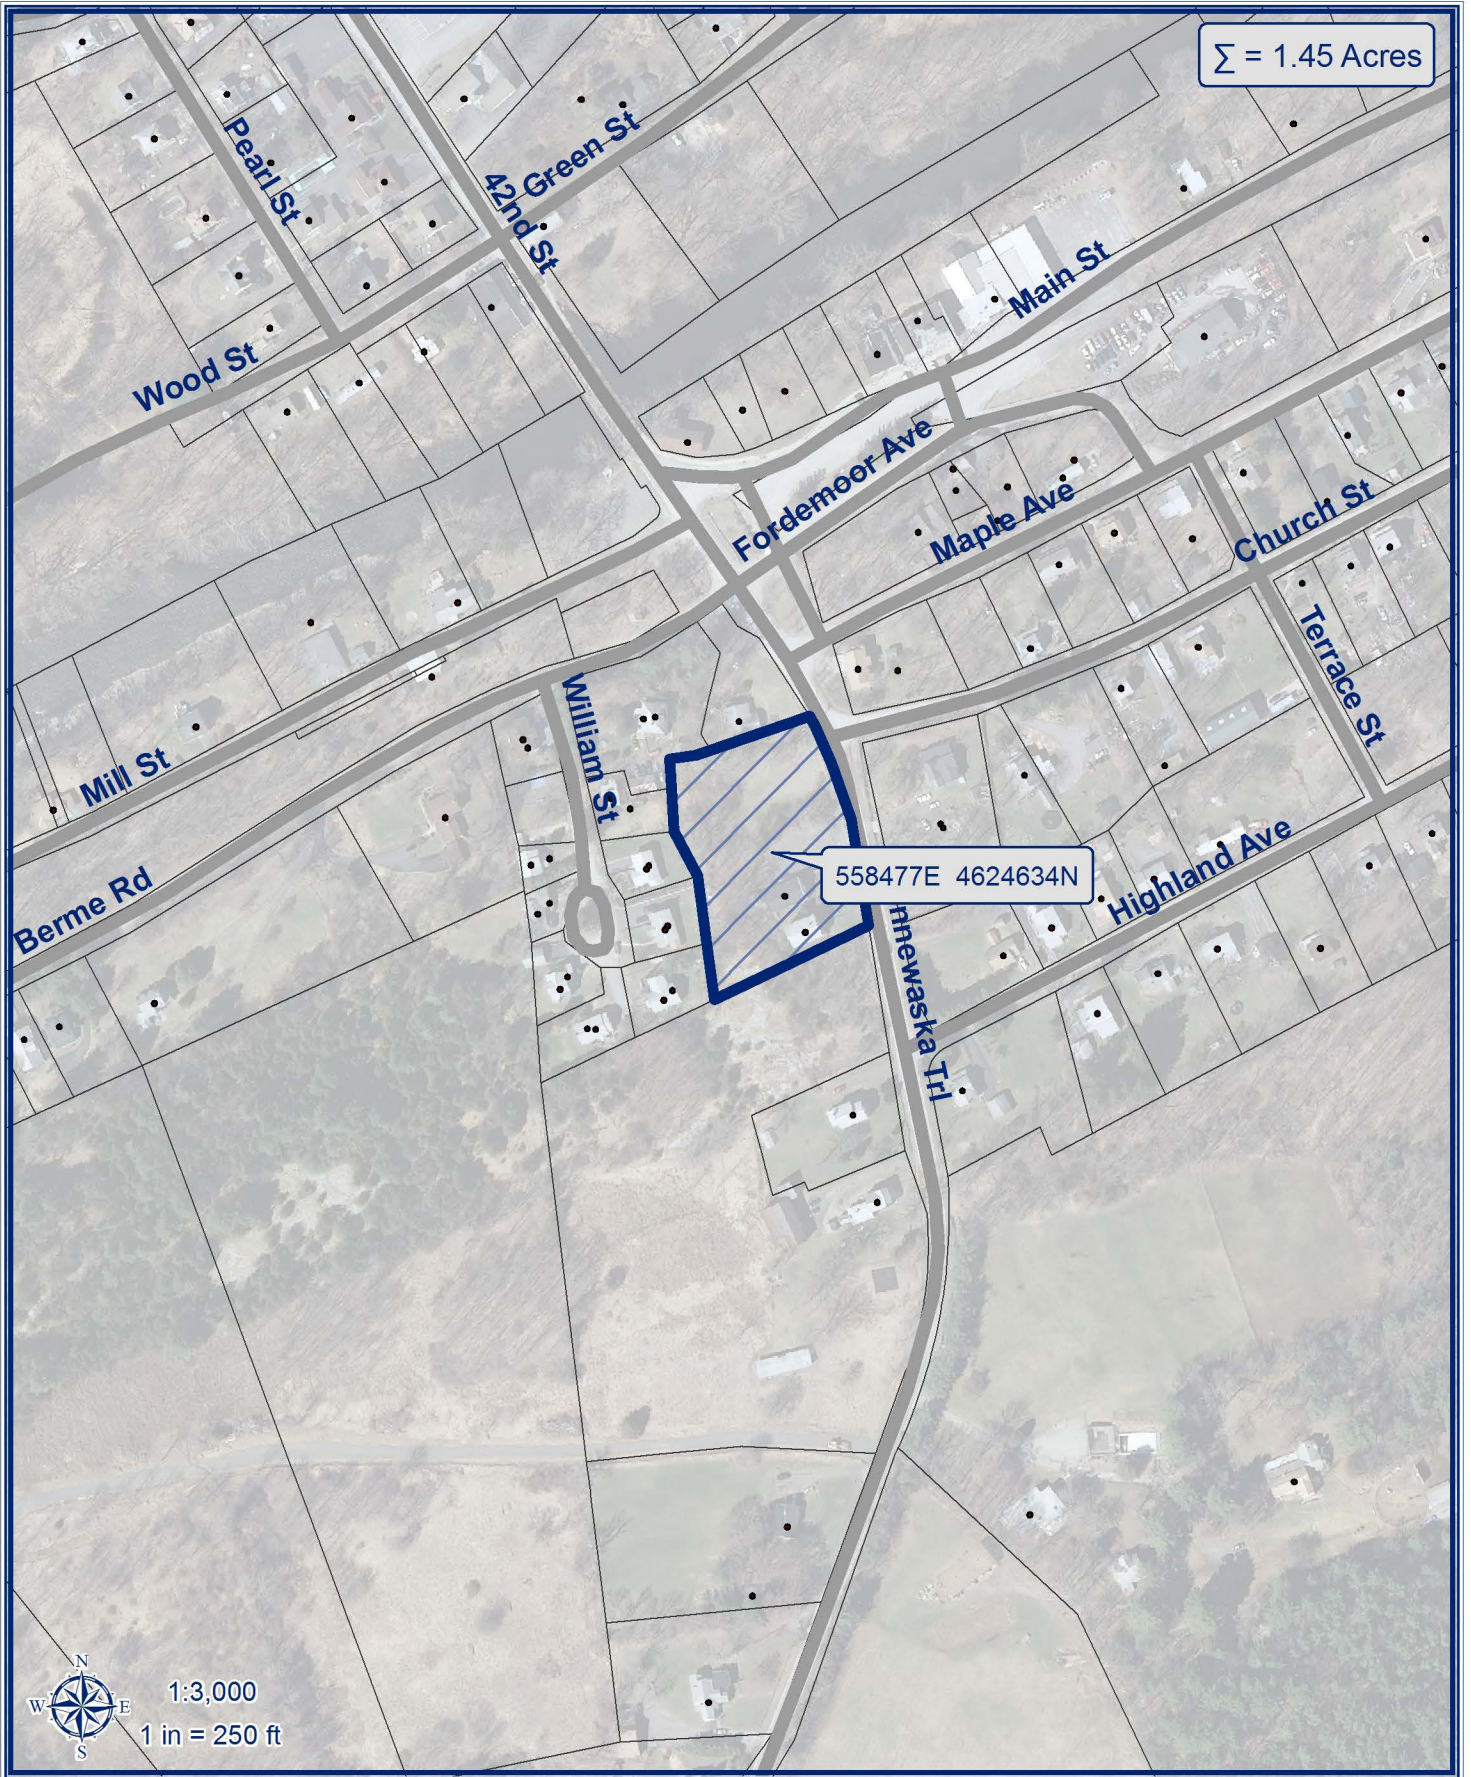 ∑ = 1.45 Acres
Pearl St
Green St
42nd St
Main St
Wood St
Fordemoor Ave
Maple Ave
Church St
Terrace St
William St
Mill St
558477E 4624634N
Highland Ave
Berme Rd
nnewaska Trl
N
W
E
S
1:3,000
1 in = 250 ft